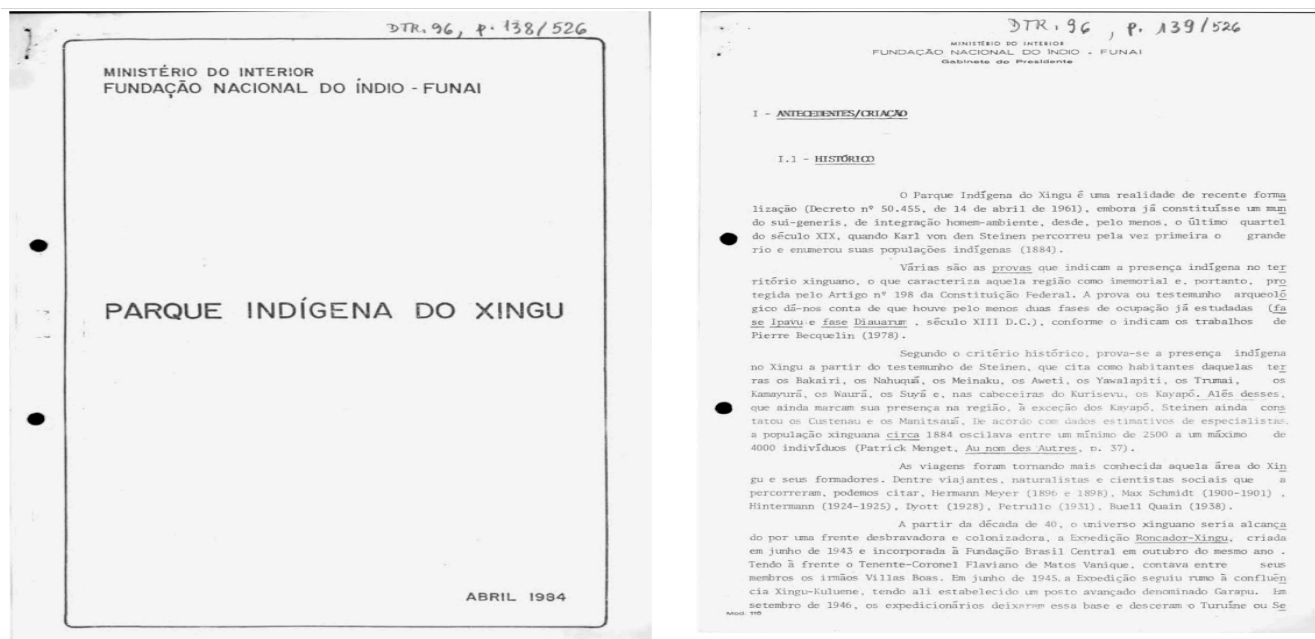 DTR. 96, p. 138/526
MINISTÉRIO DO INTERIOR
FUNDAÇÃO NACIONAL DO ÍNDIO - FUNAI
PARQUE INDÍGENA DO XINGU
ABRIL 1984
DTR. 96, p. 139/526
MINISTÉRIO DO INTERIOR
FUNDAÇÃO NACIONAL DO ÍNDIO - FUNAI
Gabinete do Presidente
I - ANTECEDENTES/CRIAÇÃO
I.1 - HISTÓRICO
O Parque Indígena do Xingu é uma realidade de recente forma
lização (Decreto nº 50.455, de 14 de abril de 1961), embora já constituísse um mun
do sui-generis, de integração homem-ambiente, desde, pelo menos, o último quartel
do século XIX, quando Karl von den Steinen percorreu pela vez primeira o grande
rio e enumerou suas populações indígenas (1884).
Várias são as provas que indicam a presença indígena no ter
ritório xinguano, o que caracteriza aquela região como imemorial e, portanto, pro
tegida pelo Artigo nº 198 da Constituição Federal. A prova ou testemunho arqueoló
gico dá-nos conta de que houve pelo menos duas fases de ocupação já estudadas (fa
se Ipavu e fase Diauarum , século XIII D.C.), conforme o indicam os trabalhos de
Pierre Becquelin (1978).
Segundo o critério histórico, prova-se a presença indígena
no Xingu a partir do testemunho de Steinen, que cita como habitantes daquelas ter
ras os Bakairi, os Nahuquá, os Meinaku, os Aweti, os Yawalapiti, os Trumai, os
Kamayurá, os Waurá, os Suyá e, nas cabeceiras do Kurisevu, os Kayapó. Alés desses,
que ainda marcam sua presença na região, à exceção dos Kayapó, Steinen ainda cons
tatou os Custenau e os Manitsauá. De acordo com dados estimativos de especialistas,
a população xinguana circa 1884 oscilava entre um mínimo de 2500 a um máximo de
4000 indivíduos (Patrick Menget, Au nom des Autres, p. 37).
As viagens foram tornando mais conhecida aquela área do Xin
gu e seus formadores. Dentre viajantes, naturalistas e cientistas sociais que a
percorreram, podemos citar, Hermann Meyer (1896 e 1898), Max Schmidt (1900-1901) ,
Hintermann (1924-1925), Dyott (1928), Petrullo (1931), Buell Quain (1938).
A partir da década de 40, o universo xinguano seria alcança
do por uma frente desbravadora e colonizadora, a Expedição Roncador-Xingu, criada
em junho de 1943 e incorporada à Fundação Brasil Central em outubro do mesmo ano .
Tendo à frente o Tenente-Coronel Flaviano de Matos Vanique, contava entre seus
membros os irmãos Villas Boas. Em junho de 1945, a Expedição seguiu rumo à confluên
cia Xingu-Kuluene, tendo ali estabelecido um posto avançado denominado Garapu. Em
setembro de 1946, os expedicionários deixaram essa base e desceram o Turuíne ou Se
Mod. 116